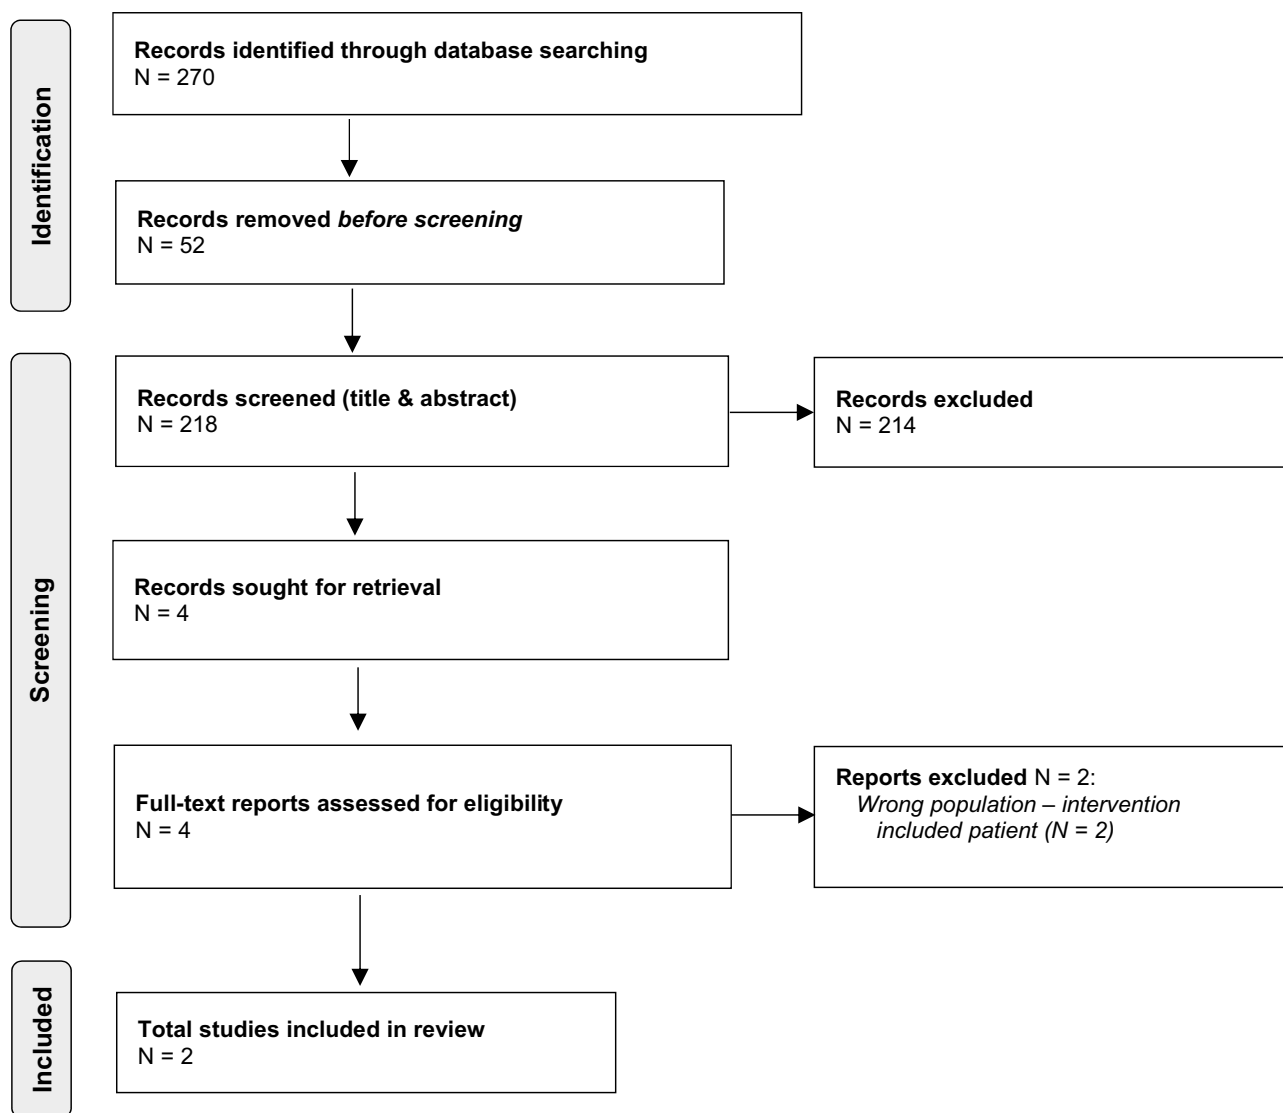 Identification
Records identified through database searching
N = 270
Records removed before screening
N = 52
Screening
Records screened (title & abstract)
N = 218
Records excluded
N = 214
Records sought for retrieval
N = 4
Full-text reports assessed for eligibility
N = 4
Reports excluded N = 2:
Wrong population – intervention
included patient (N = 2)
Included
Total studies included in review
N = 2